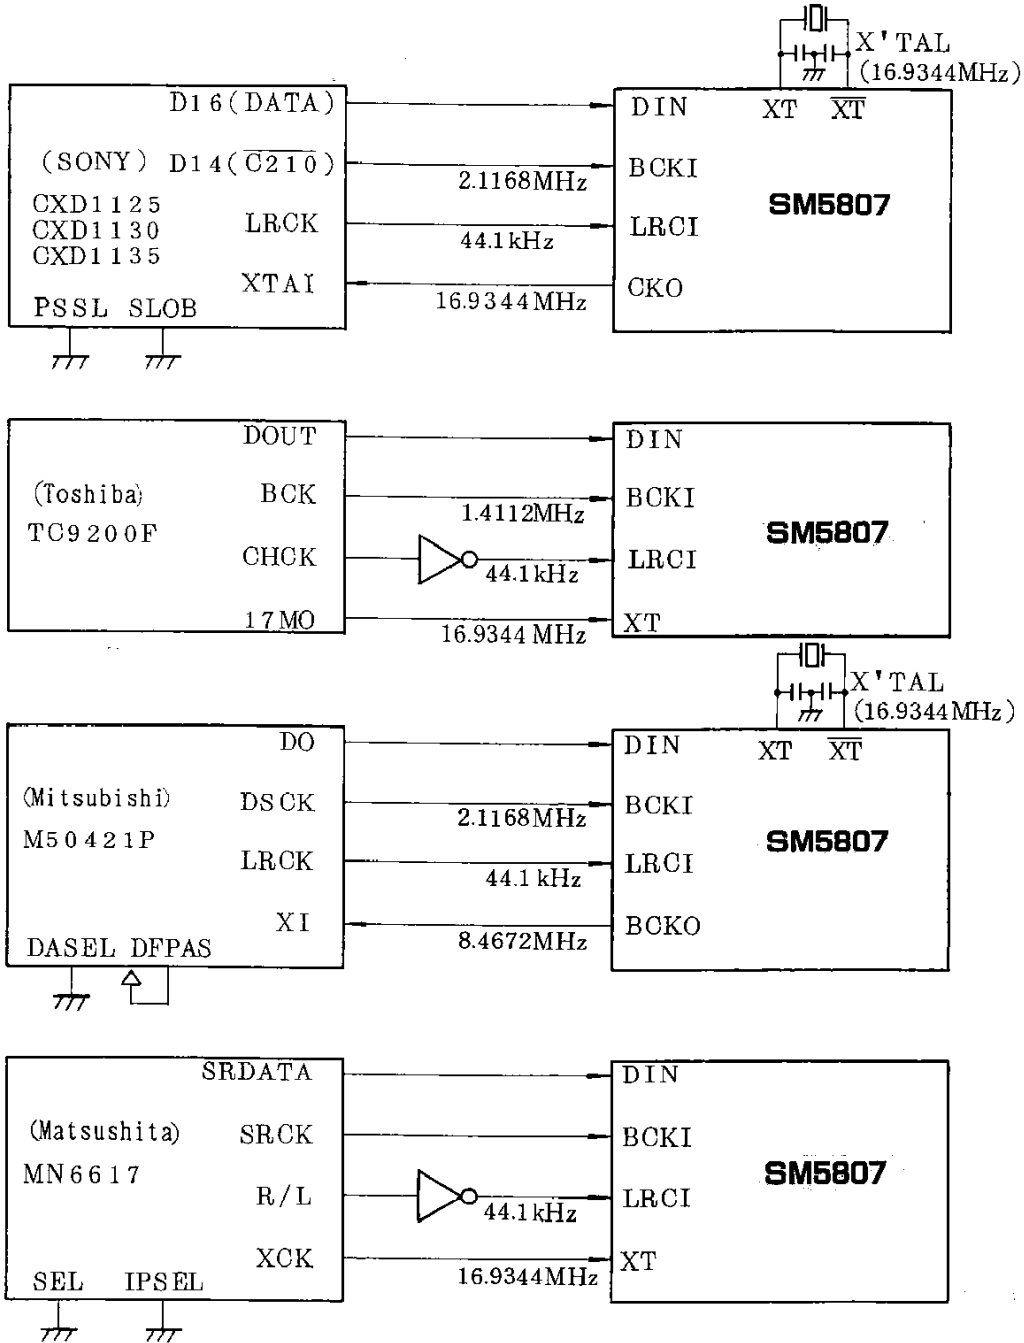 X'TAL
(16.9344MHz)
D16(DATA)
DIN
XT
XT
(SONY)
D14(C210)
BCKI
2.1168MHz
SM5807
CXD1125
CXD1130
CXD1135
LRCK
LRCI
44.1kHz
XTAI
CKO
16.9344MHz
PSSL
SLOB
DOUT
DIN
(Toshiba)
TC9200F
BCK
BCKI
1.4112MHz
SM5807
CHCK
LRCI
44.1kHz
17MO
XT
16.9344MHz
X'TAL
(16.9344MHz)
DO
DIN
XT
XT
(Mitsubishi)
M50421P
DSCK
BCKI
2.1168MHz
SM5807
LRCK
LRCI
44.1kHz
XI
BCKO
8.4672MHz
DASEL
DFPAS
SRDATA
DIN
(Matsushita)
MN6617
SRCK
BCKI
SM5807
R/L
LRCI
44.1kHz
XCK
XT
16.9344MHz
SEL
IPSEL